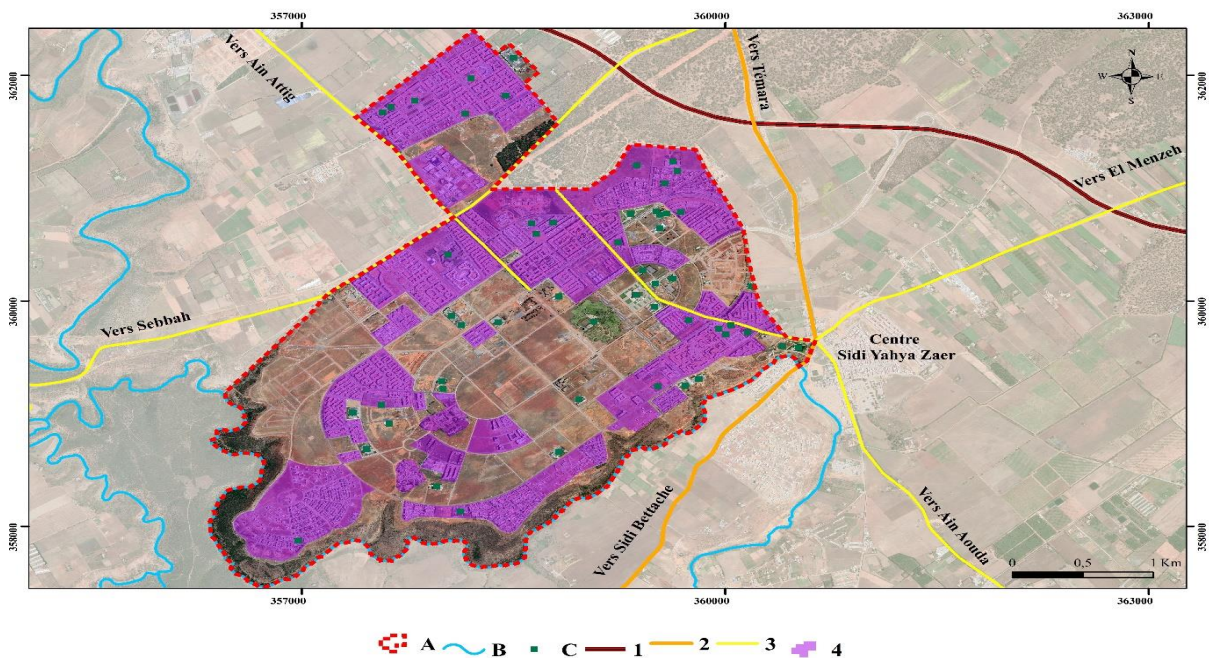 357000
360000
363000
362000
362000
Vers Ain Attig
Vers Témara
N
W
E
S
Vers El Menzeh
360000
360000
Vers Sebbah
Centre
Sidi Yahya Zaer
Vers Sidi Bettache
Vers Ain Aouda
358000
358000
0
0,5
1 Km
357000
360000
363000
A
B
C
1
2
3
4